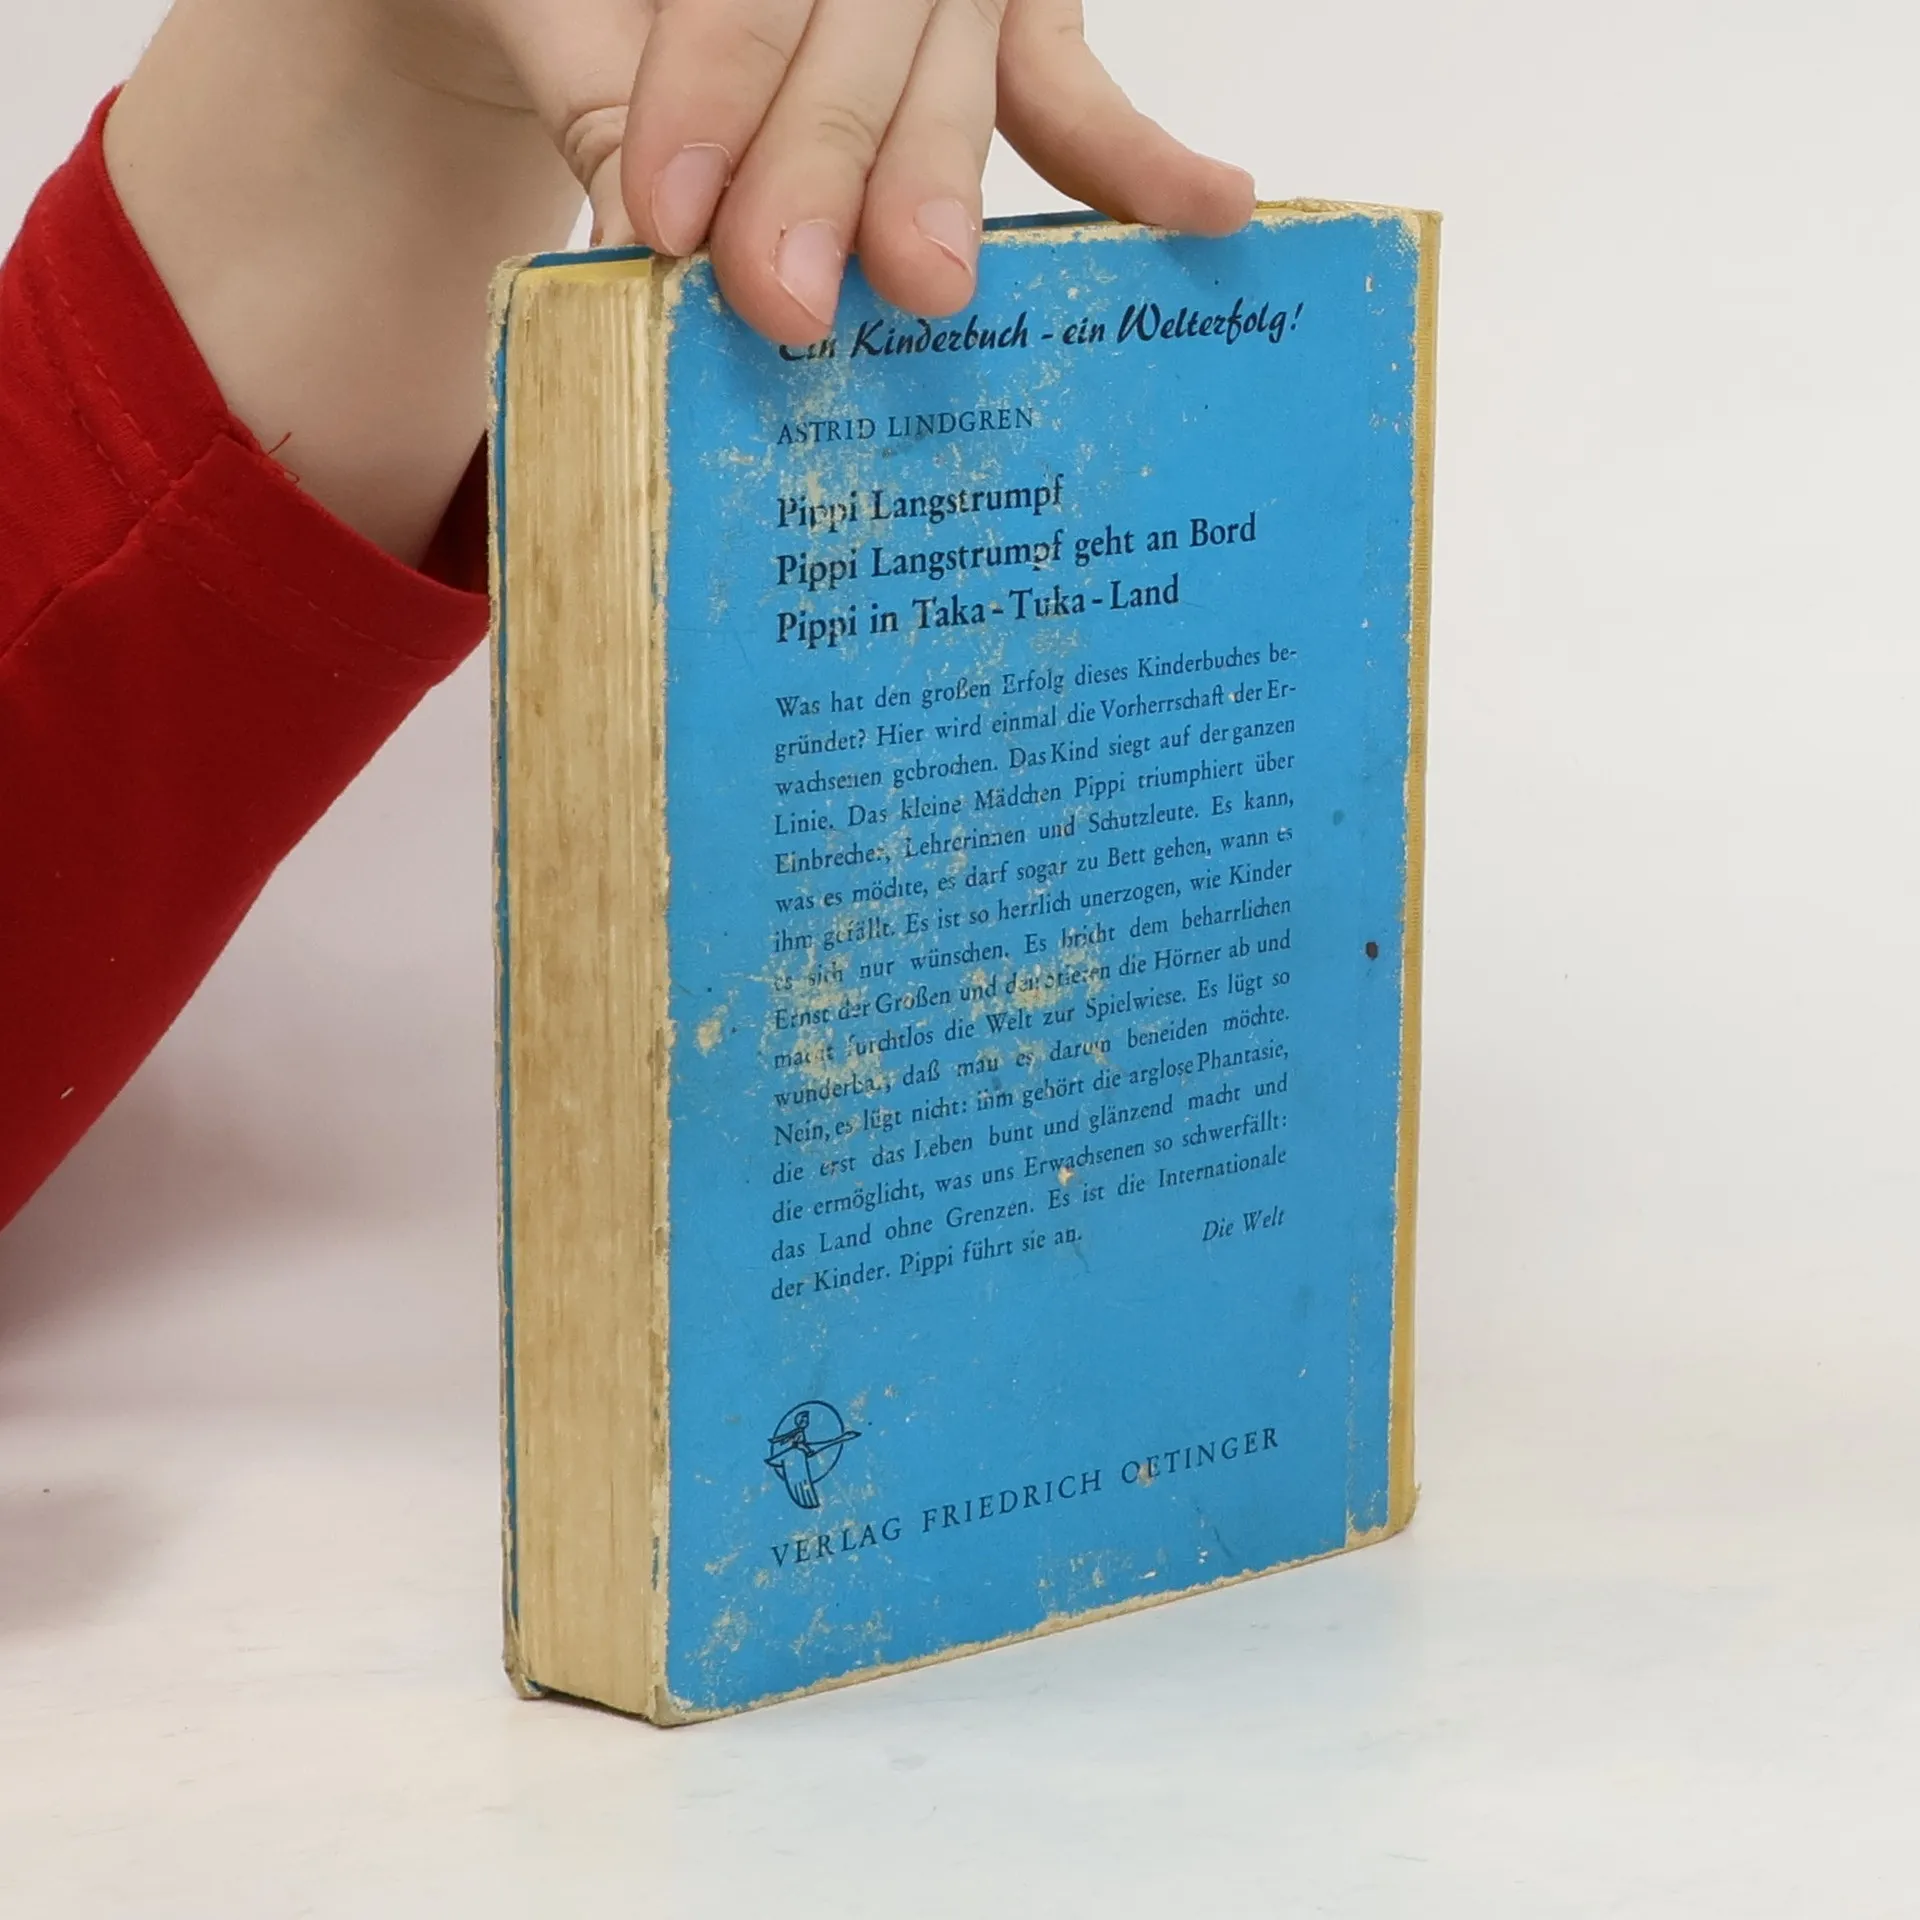 Ein Kinderbuch - ein Welterfolg!
ASTRID LINDGREN
Pippi Langstrumpf
Pippi Langstrumpf geht an Bord
Pippi in Taka-Tuka-Land
Was hat den großen Erfolg dieses Kinderbuches be-
gründet? Hier wird einmal die Vorherrschaft der Er-
wachsenen gebrochen. Das Kind siegt auf der ganzen
Linie. Das kleine Mädchen Pippi triumphiert über
Einbrecher, Lehrerinnen und Schutzleute. Es kann,
was es möchte, es darf sogar zu Bett gehen, wann es
ihm gefällt. Es ist so herrlich unerzogen, wie Kinder
es sich nur wünschen. Es bricht dem beharrlichen
Ernst der Großen und den Stieren die Hörner ab und
macht furchtlos die Welt zur Spielwiese. Es lügt so
wunderbar, daß man es darum beneiden möchte.
Nein, es lügt nicht: ihm gehört die arglose Phantasie,
die erst das Leben bunt und glänzend macht und
die ermöglicht, was uns Erwachsenen so schwerfällt:
das Land ohne Grenzen. Es ist die Internationale
der Kinder. Pippi führt sie an. Die Welt
VERLAG FRIEDRICH OETINGER